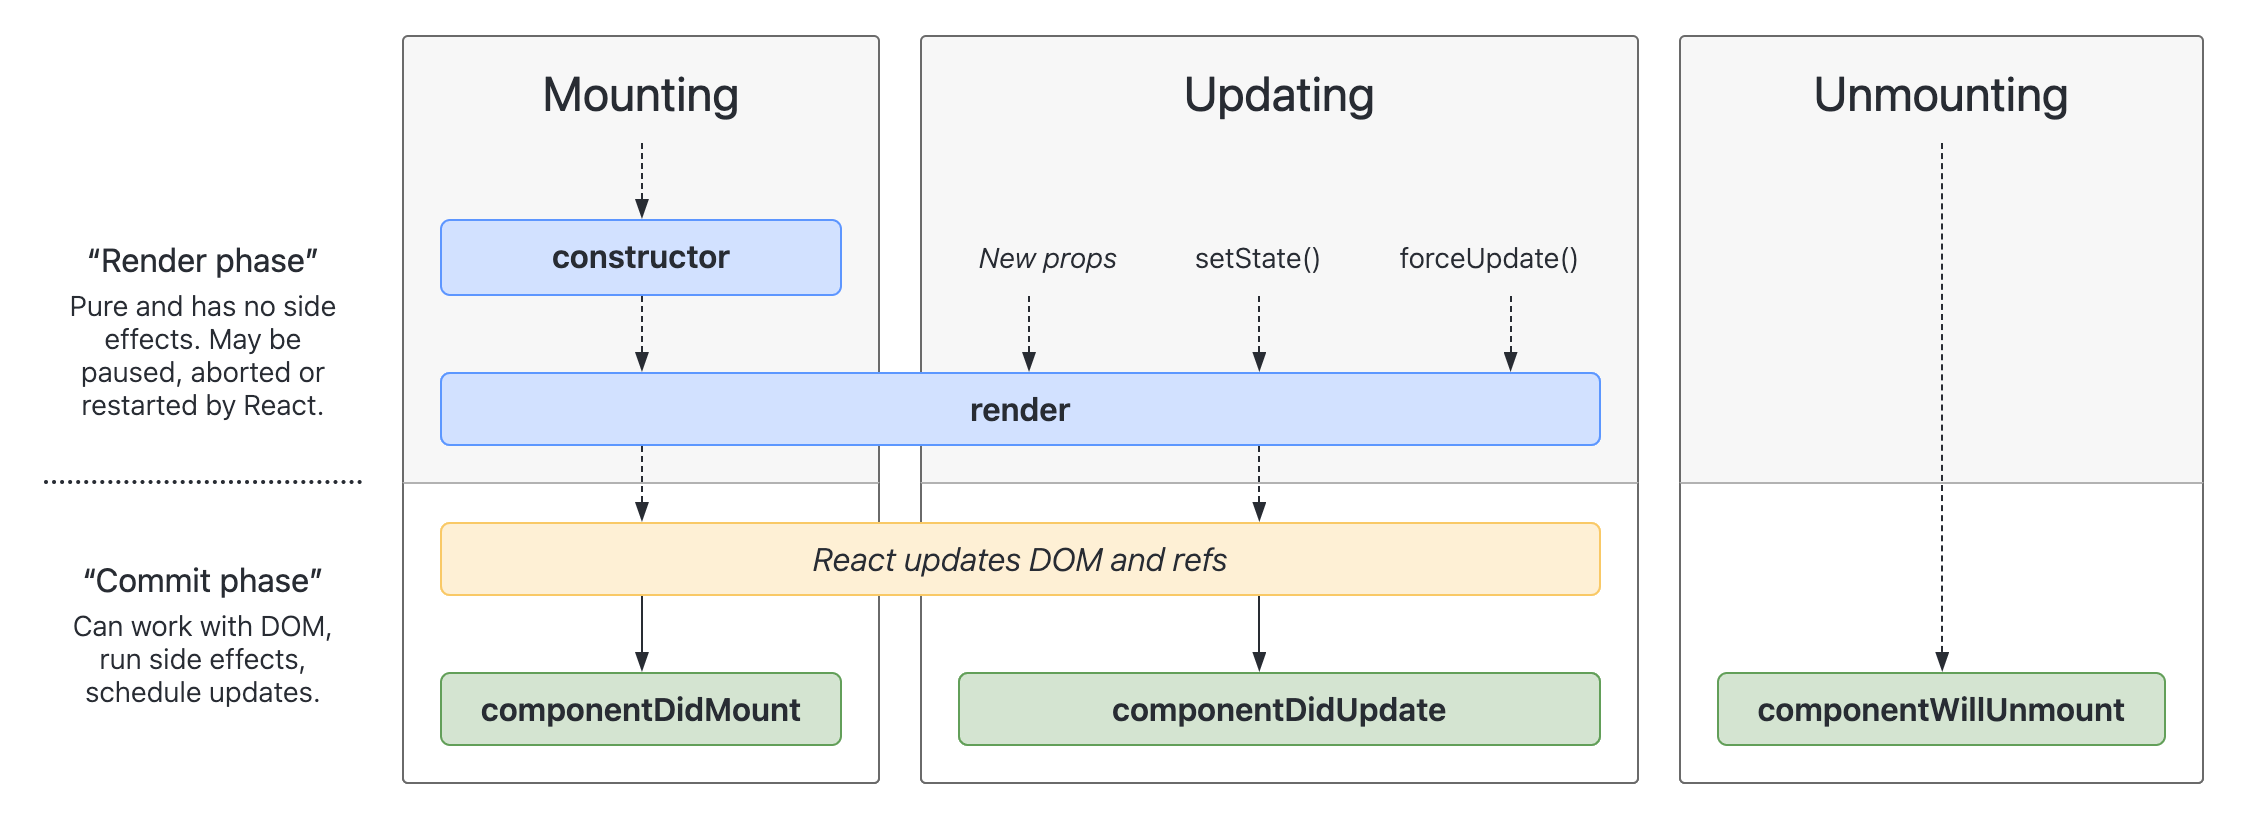 Mounting
Updating
Unmounting
“Render phase”
Pure and has no side
effects. May be
paused, aborted or
restarted by React.
constructor
New props
setState()
forceUpdate()
render
“Commit phase”
Can work with DOM,
run side effects,
schedule updates.
React updates DOM and refs
componentDidMount
componentDidUpdate
componentWillUnmount